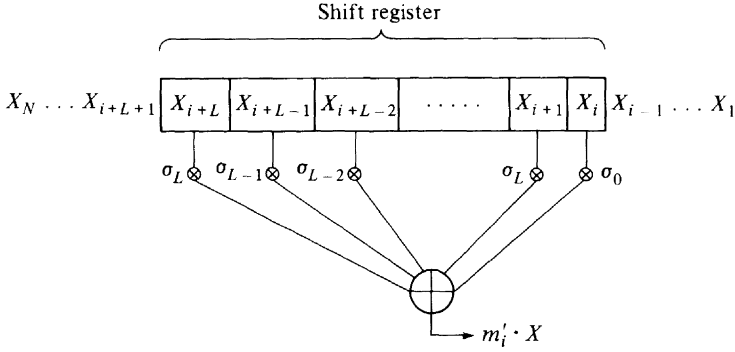 Shift register
X_N ... X_{i+L+1} X_{i+L} X_{i+L-1} X_{i+L-2} ..... X_{i+1} X_i X_{i-1} ... X_1
σ_L σ_{L-1} σ_{L-2} σ_L σ_0
m'_i · X